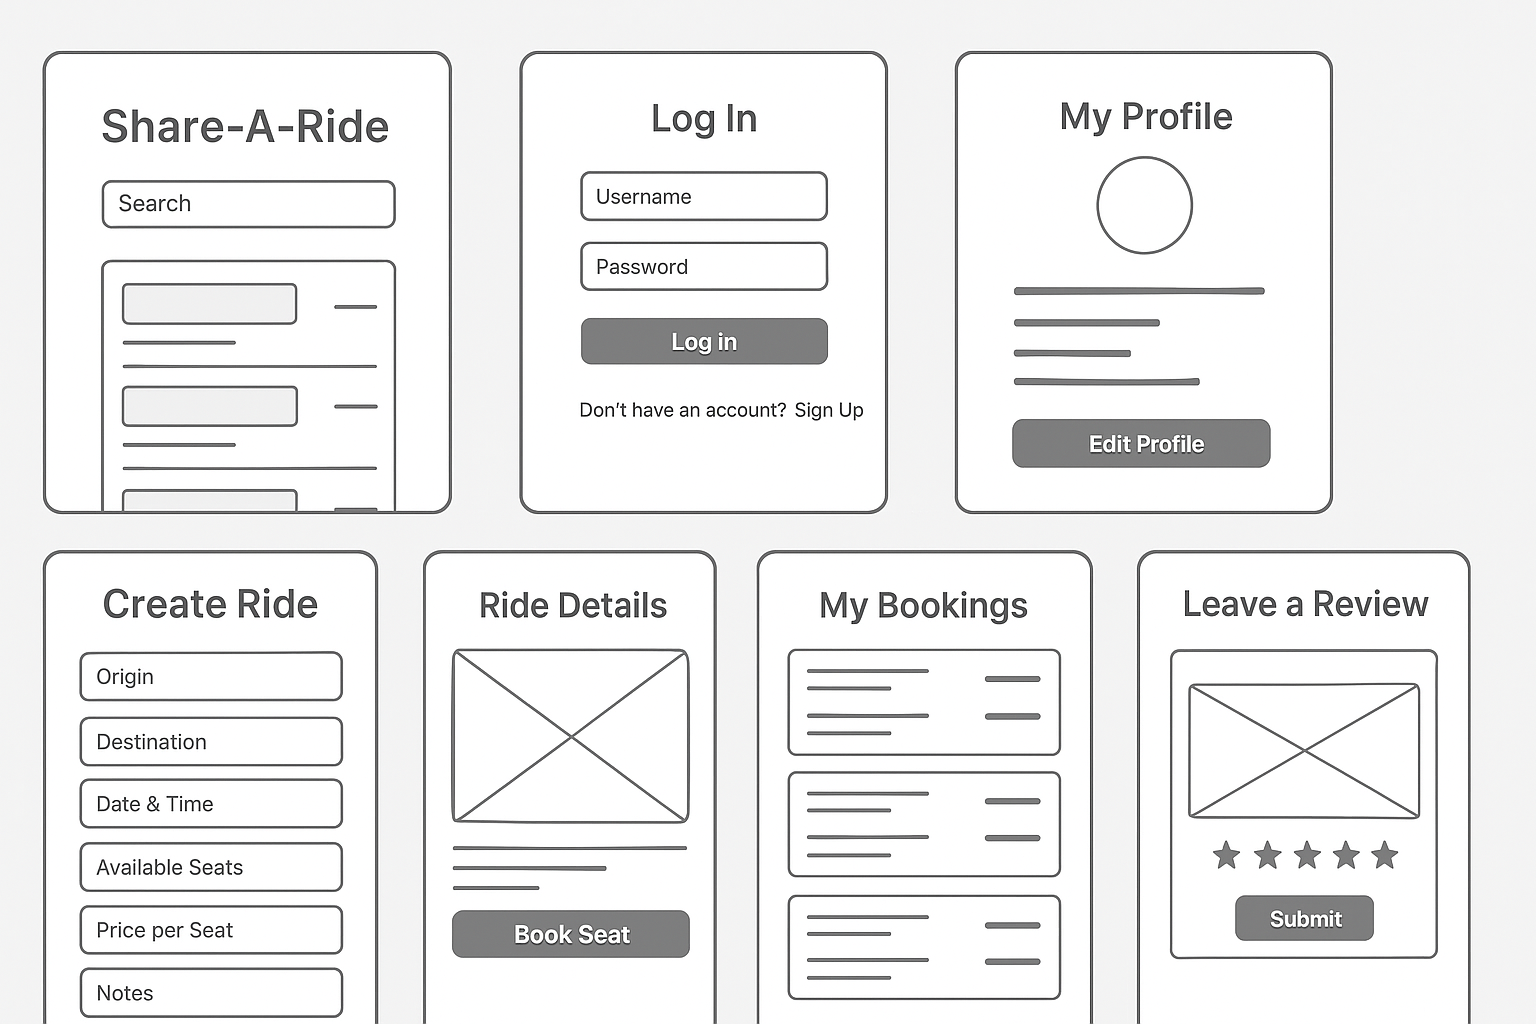 Share-A-Ride
Search
Log In
Username
Password
Log in
Don't have an account? Sign Up
My Profile
Edit Profile
Create Ride
Origin
Destination
Date & Time
Available Seats
Price per Seat
Notes
Ride Details
Book Seat
My Bookings
Leave a Review
Submit